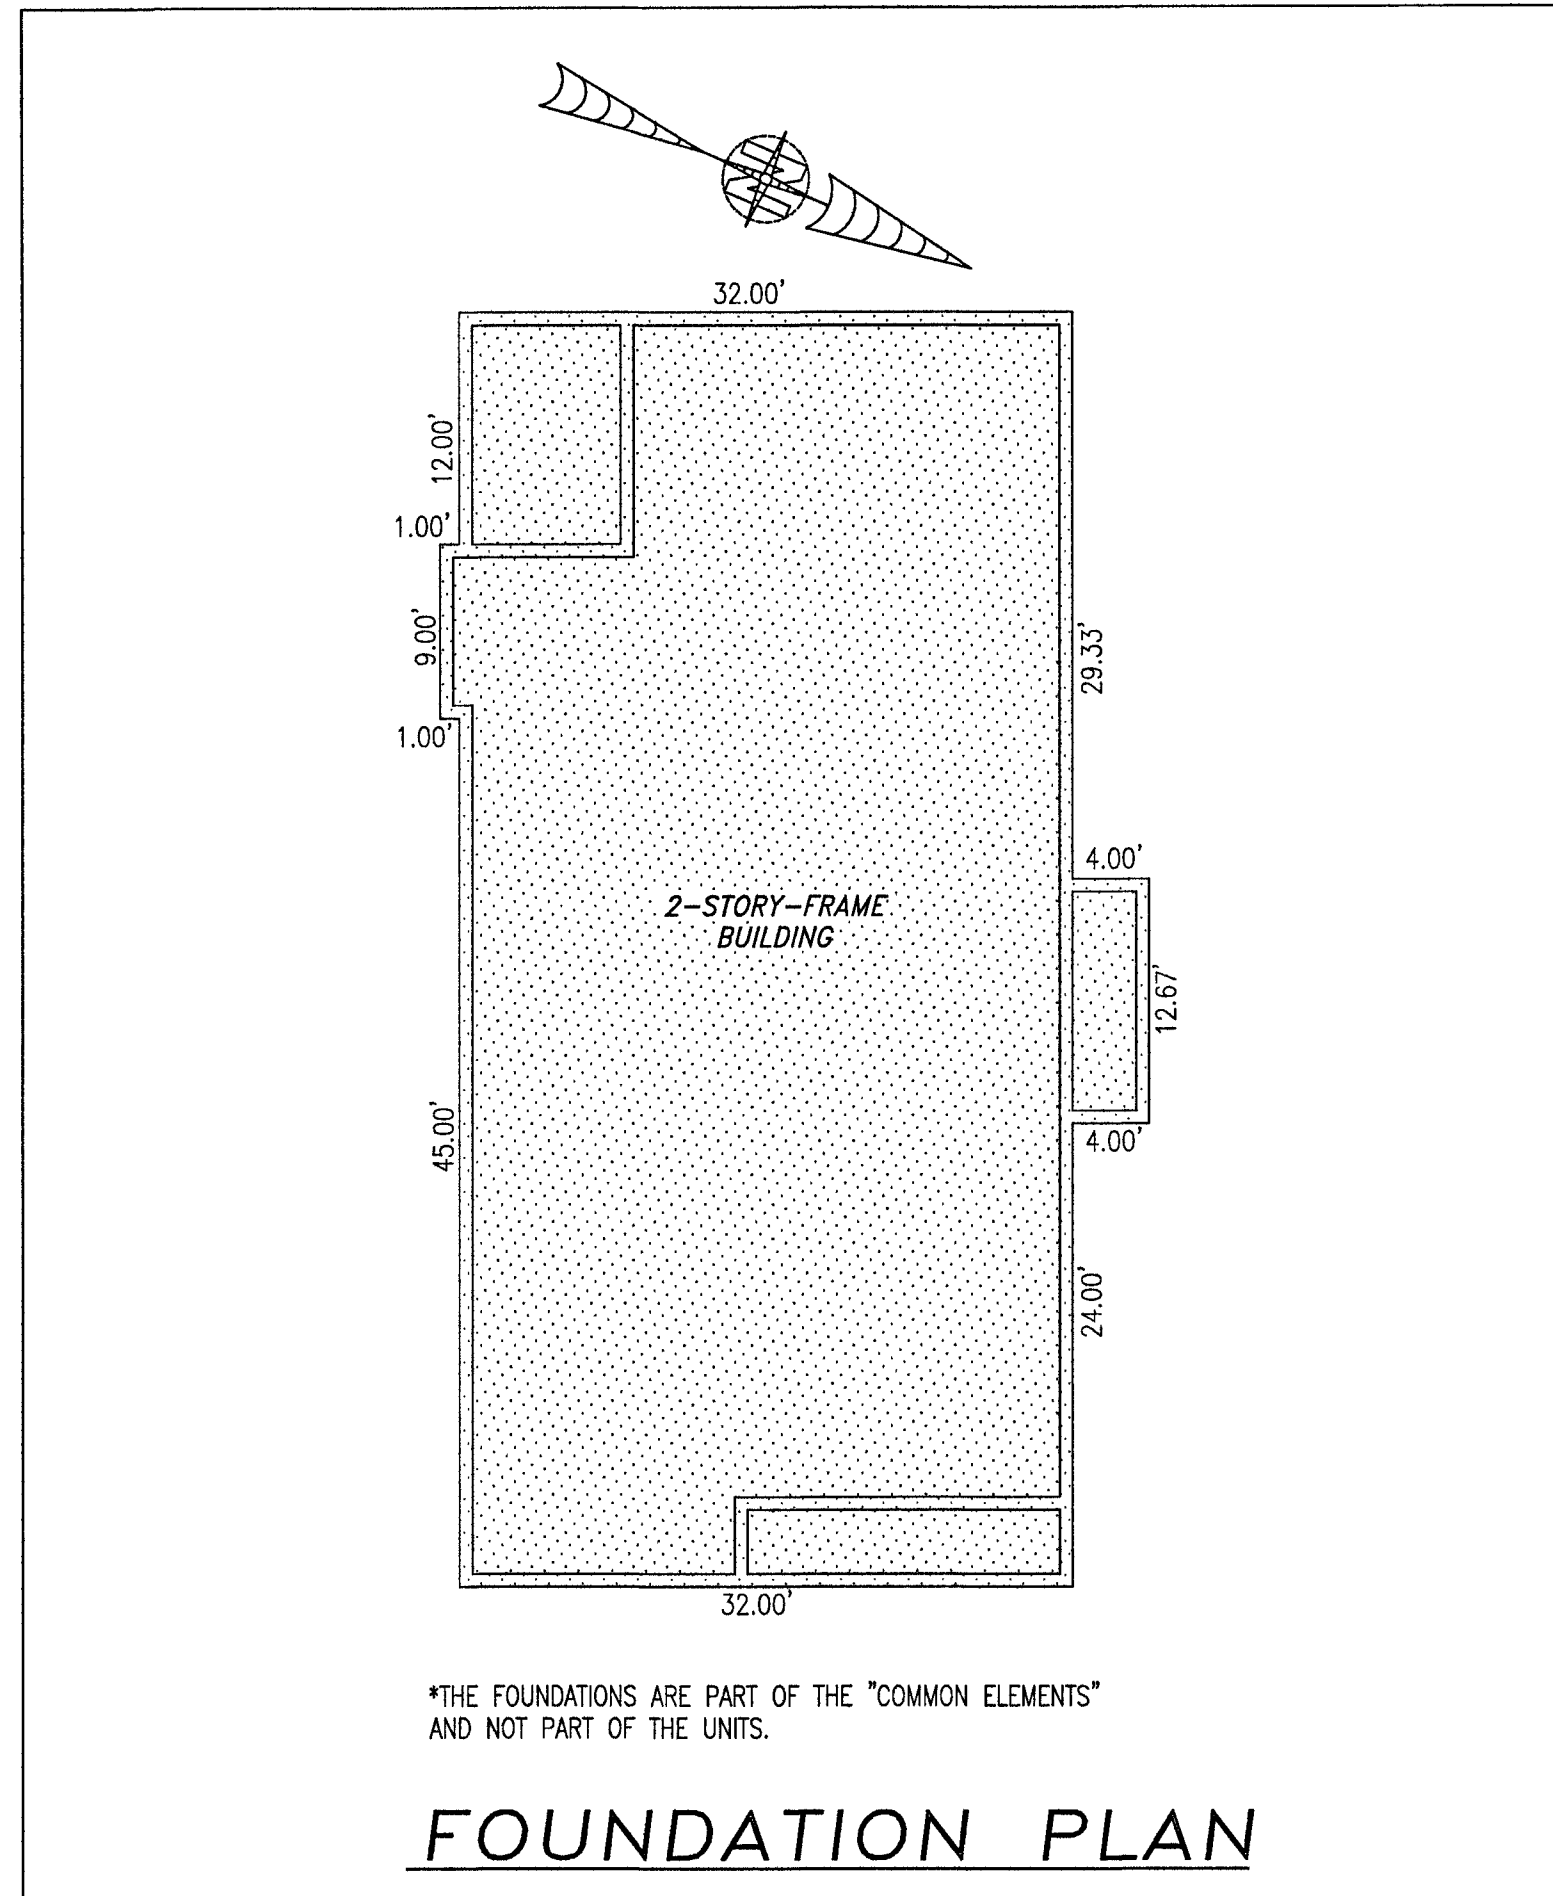 32.00'
12.00'
1.00'
9.00'
1.00'
29.33'
4.00'
2-STORY-FRAME
BUILDING
12.67'
4.00'
45.00'
24.00'
32.00'
*THE FOUNDATIONS ARE PART OF THE "COMMON ELEMENTS"
AND NOT PART OF THE UNITS.
FOUNDATION PLAN